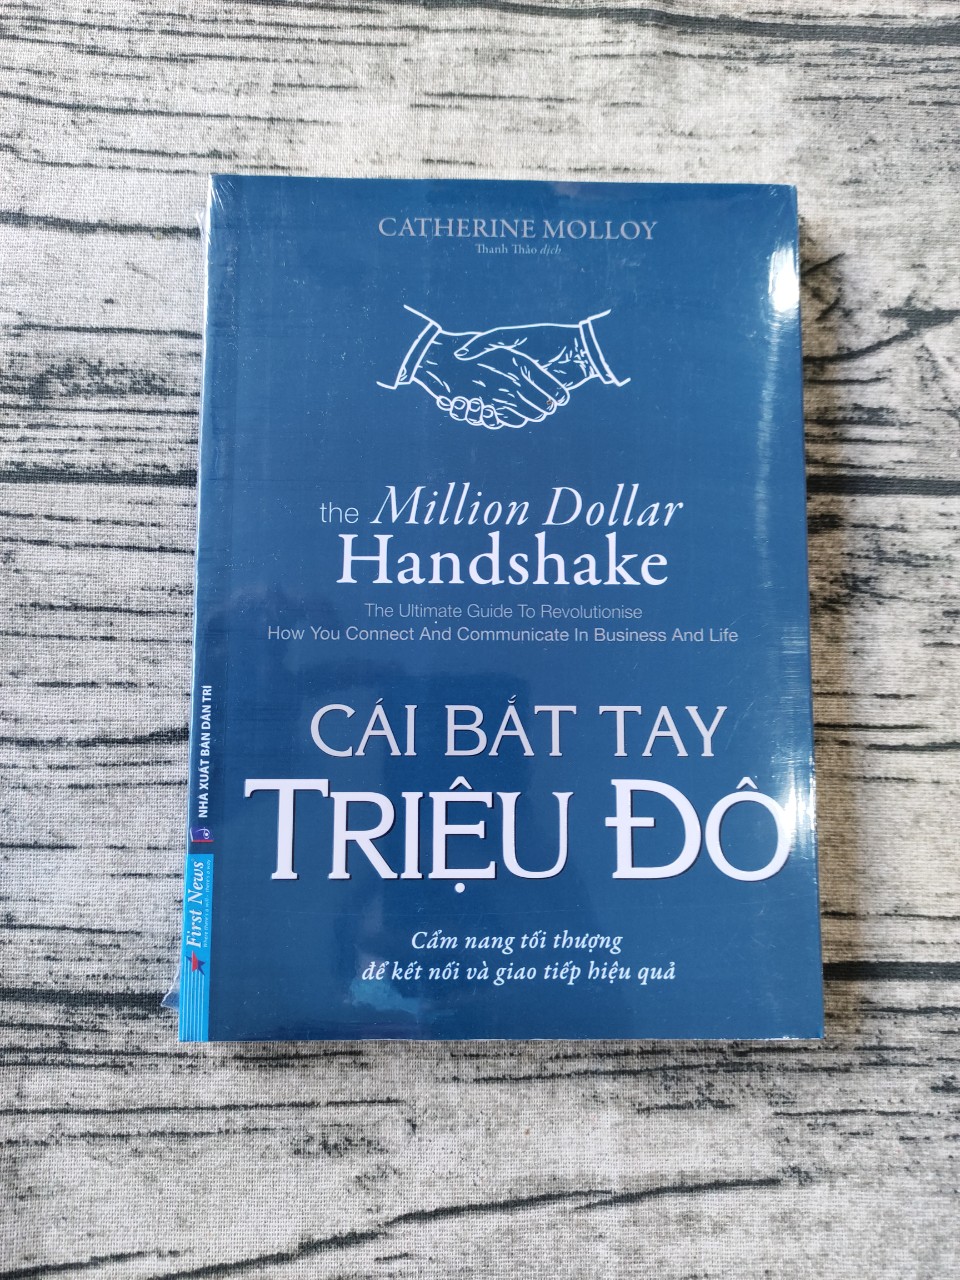 CATHERINE MOLLOY
Thanh Thảo dịch
the Million Dollar
Handshake
The Ultimate Guide To Revolutionise
How You Connect And Communicate In Business And Life
CÁI BẮT TAY
TRIỆU ĐÔ
Cẩm nang tối thượng
để kết nối và giao tiếp hiệu quả
NHÀ XUẤT BẢN DÂN TRÍ
First News